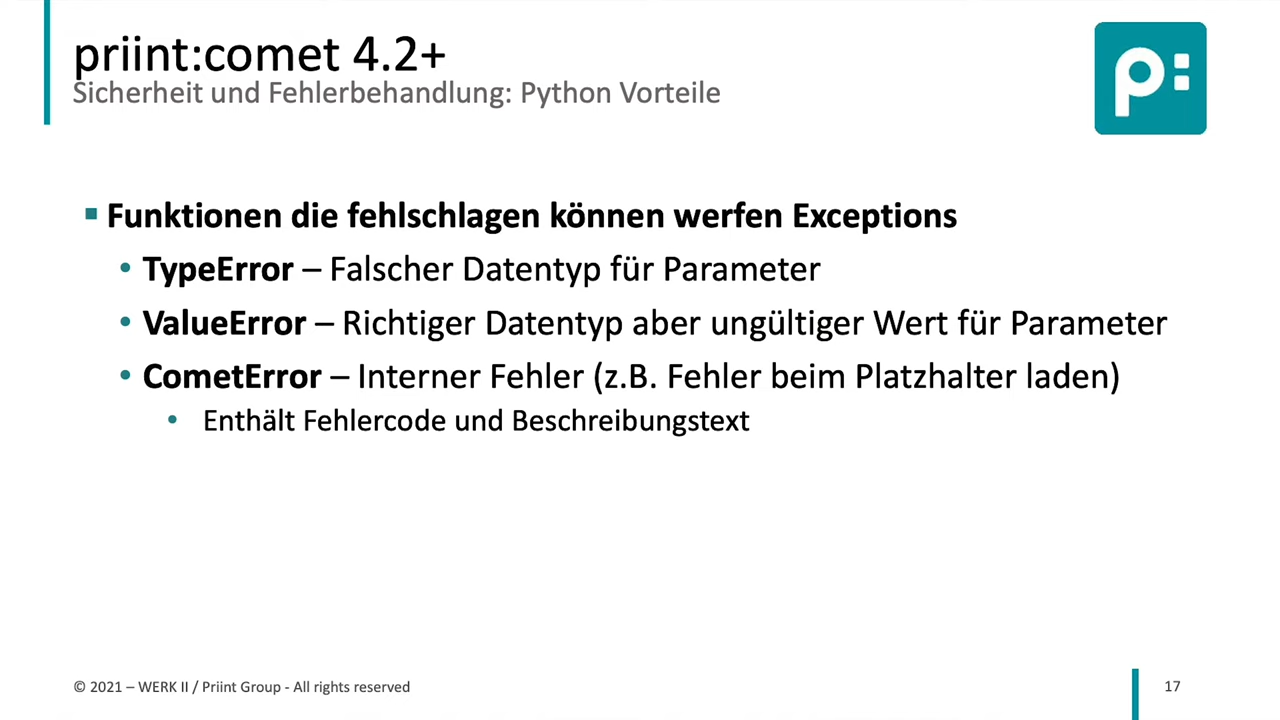 priint:comet 4.2+
Sicherheit und Fehlerbehandlung: Python Vorteile
p:
Funktionen die fehlschlagen können werfen Exceptions
TypeError – Falscher Datentyp für Parameter
ValueError – Richtiger Datentyp aber ungültiger Wert für Parameter
CometError – Interner Fehler (z.B. Fehler beim Platzhalter laden)
Enthält Fehlercode und Beschreibungstext
© 2021 – WERK II / Priint Group - All rights reserved
17